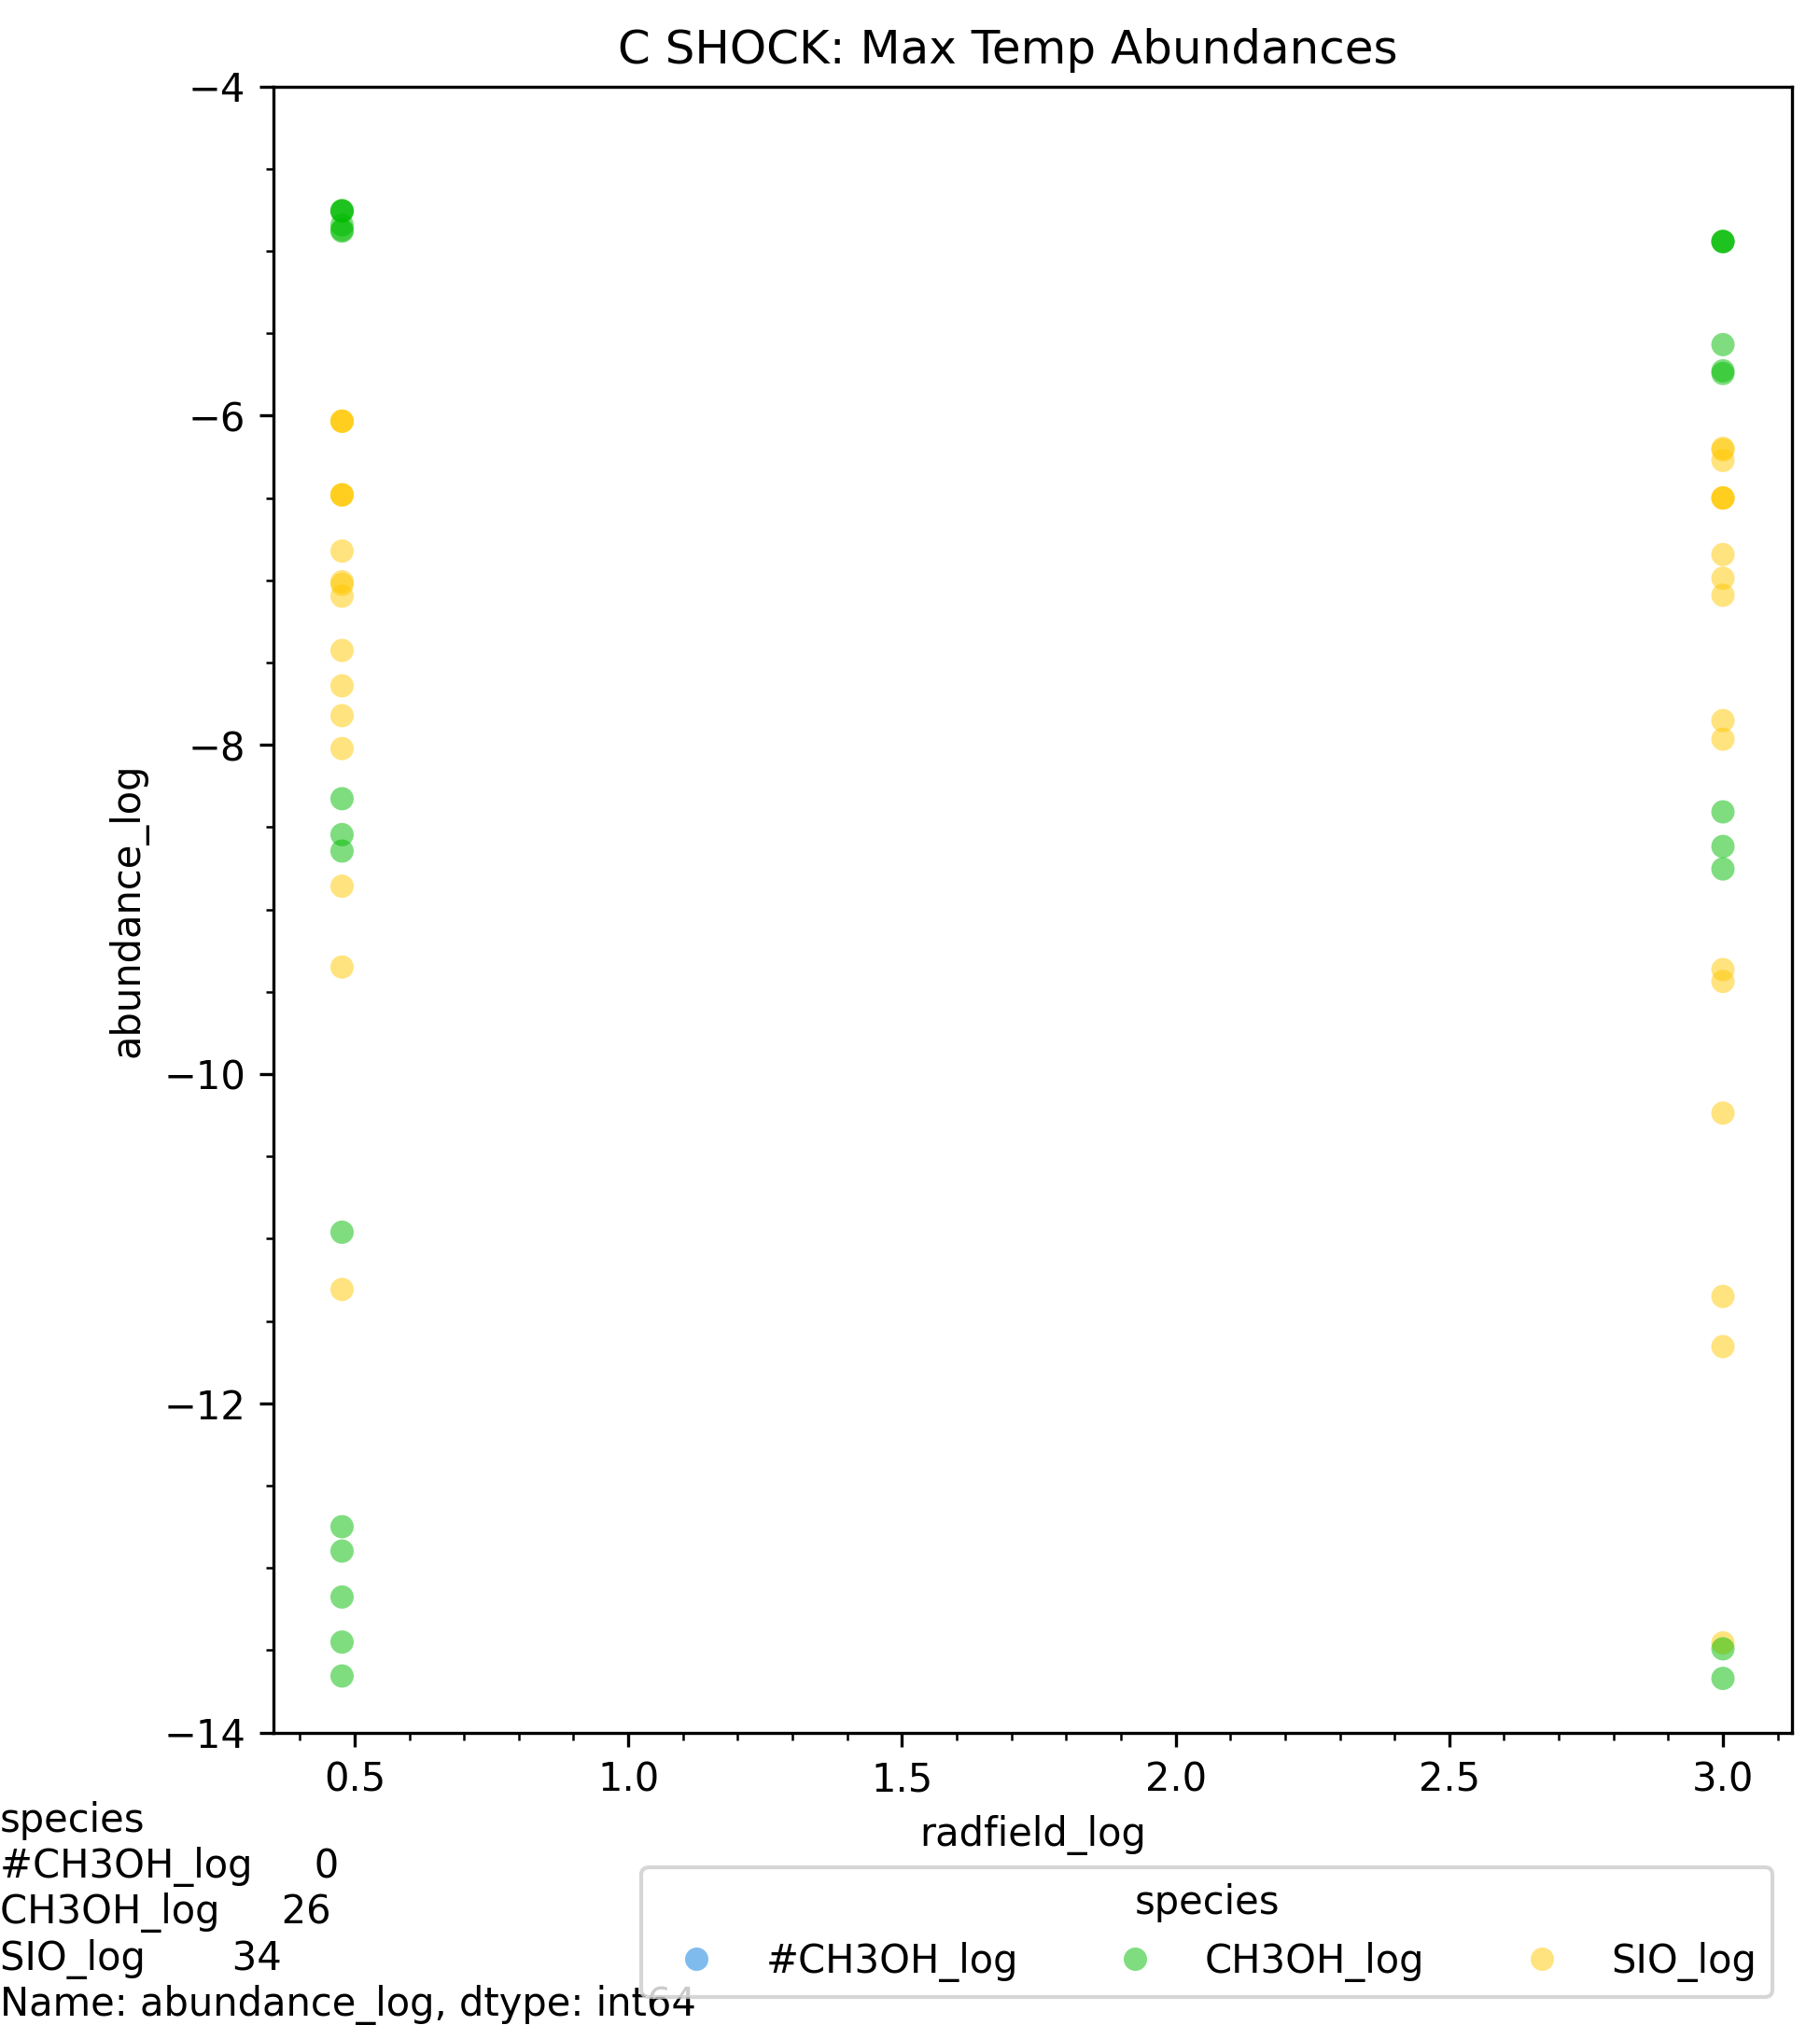 C SHOCK: Max Temp Abundances
−4
−6
−8
−10
−12
−14
abundance_log
0.5 1.0 1.5 2.0 2.5 3.0
radfield_log
species
#CH3OH_log 0
CH3OH_log 26
SIO_log 34
Name: abundance_log, dtype: int64
species
#CH3OH_log CH3OH_log SIO_log